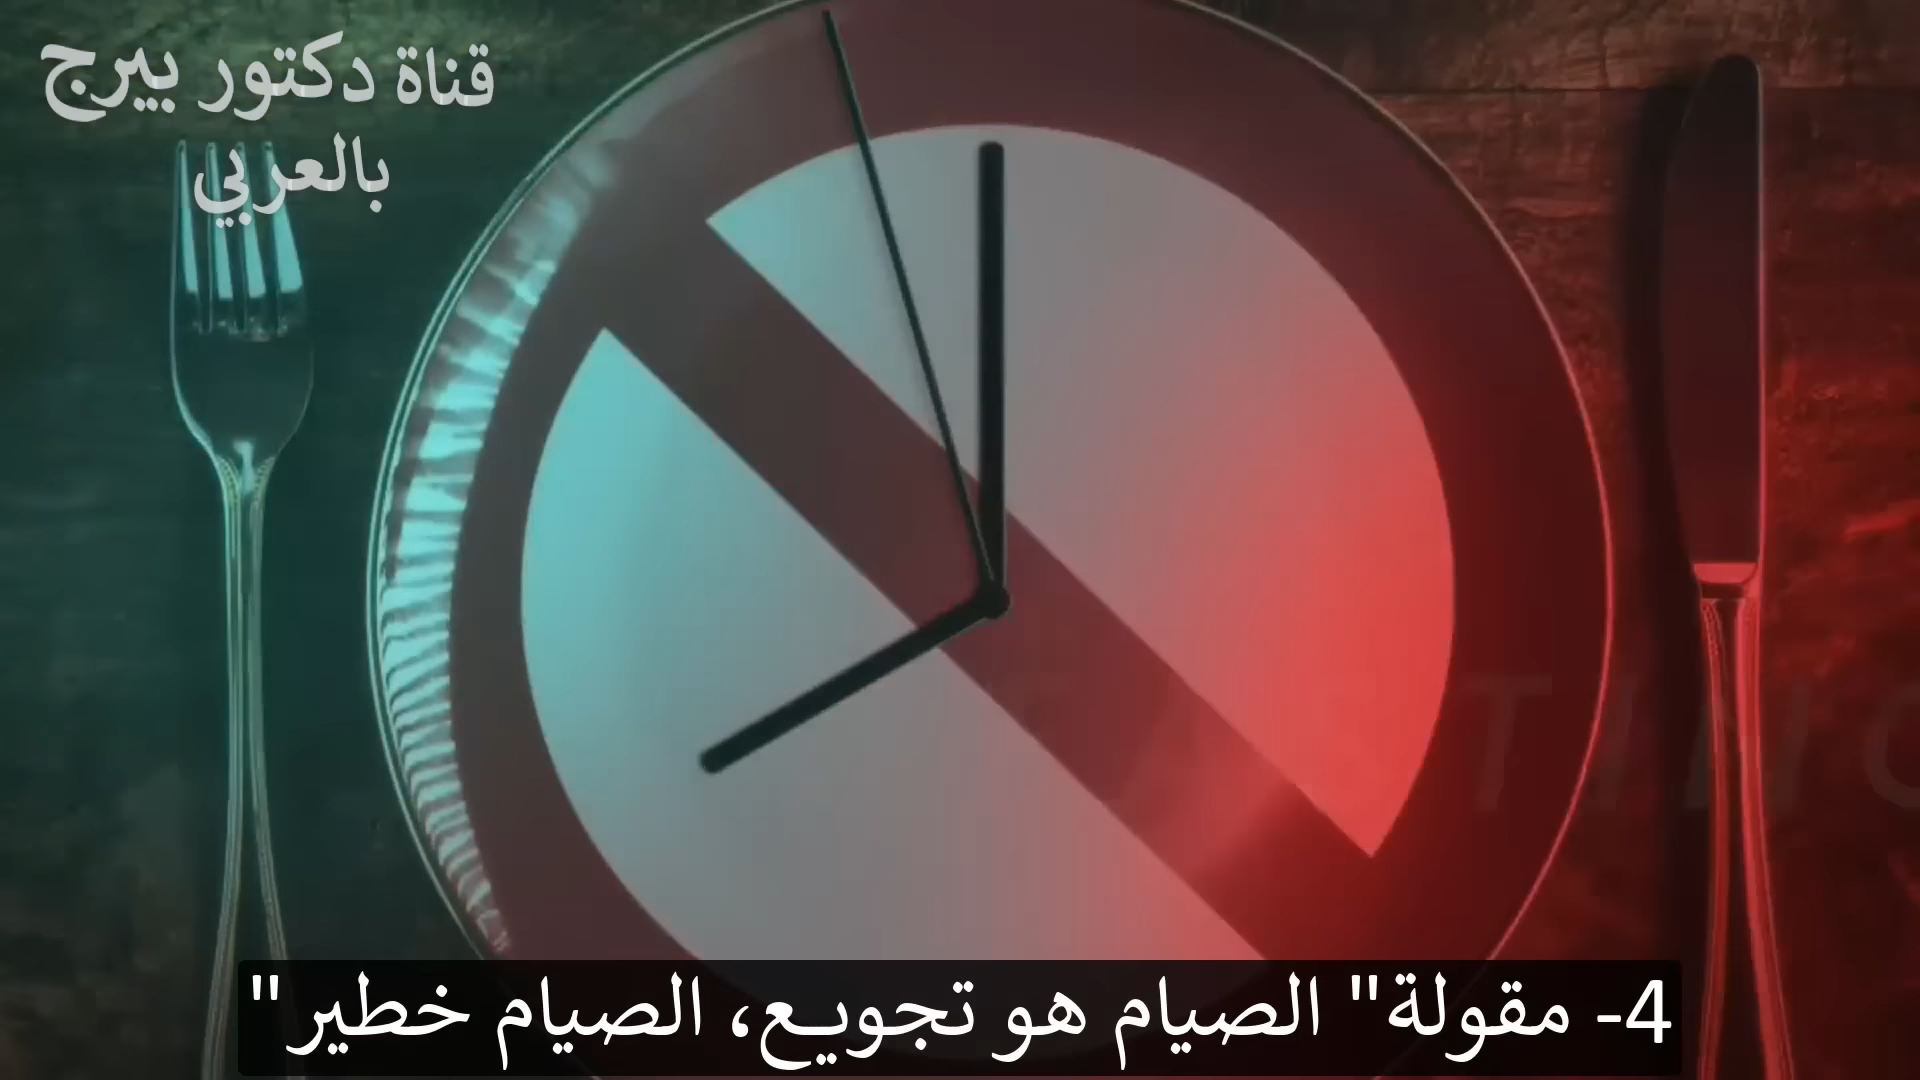 قناة دكتور بيرج
بالعربي
4- مقولة" الصيام هو تجويع، الصيام خطير"